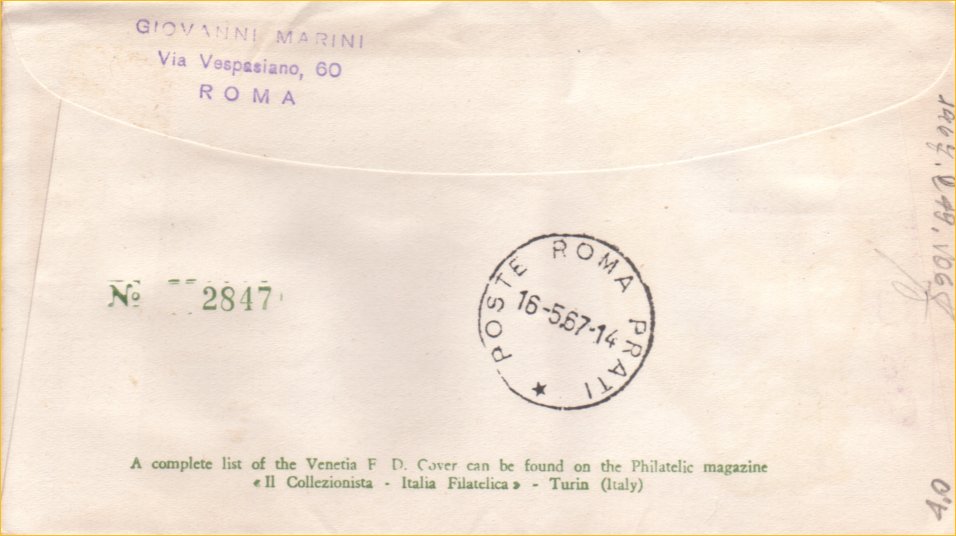 GIOVANNI MARINI
Via Vespasiano, 60
ROMA
Nº 2847
POSTE ROMA PRATI
16-5.67-14
A complete list of the Venetia F D. Cover can be found on the Philatelic magazine
« Il Collezionista - Italia Filatelica » - Turin (Italy)